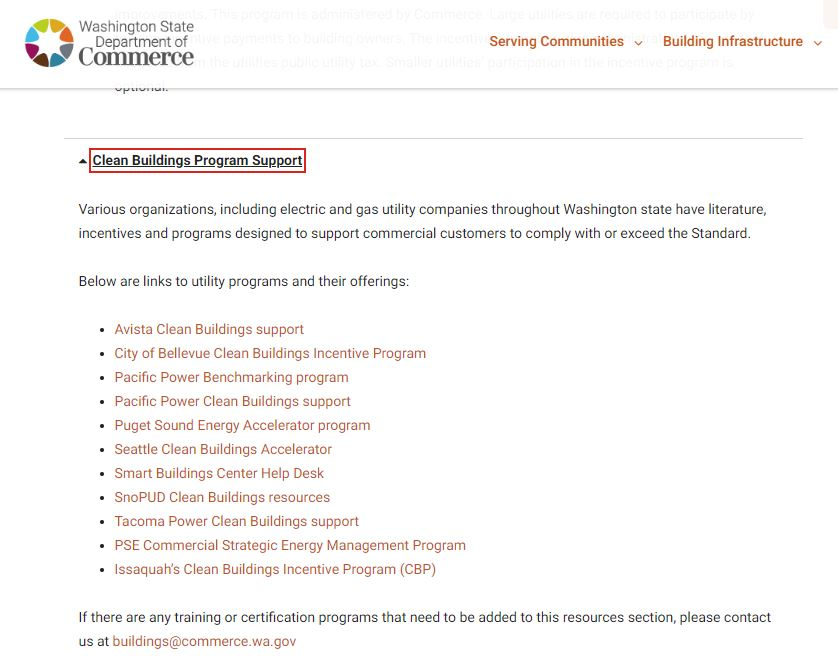 improvements. This program is administered by Commerce. Large utilities are required to participate by
Washington State
Department of
Commerce
Serving Communities
Building Infrastructure
incentive payments to building owners. The incentive
the utilities public utility tax. Smaller utilities' participation in the incentive program is
optional.
Clean Buildings Program Support
Various organizations, including electric and gas utility companies throughout Washington state have literature,
incentives and programs designed to support commercial customers to comply with or exceed the Standard.
Below are links to utility programs and their offerings:
• Avista Clean Buildings support
• City of Bellevue Clean Buildings Incentive Program
• Pacific Power Benchmarking program
• Pacific Power Clean Buildings support
• Puget Sound Energy Accelerator program
• Seattle Clean Buildings Accelerator
• Smart Buildings Center Help Desk
• SnoPUD Clean Buildings resources
• Tacoma Power Clean Buildings support
• PSE Commercial Strategic Energy Management Program
• Issaquah's Clean Buildings Incentive Program (CBP)
If there are any training or certification programs that need to be added to this resources section, please contact
us at buildings@commerce.wa.gov